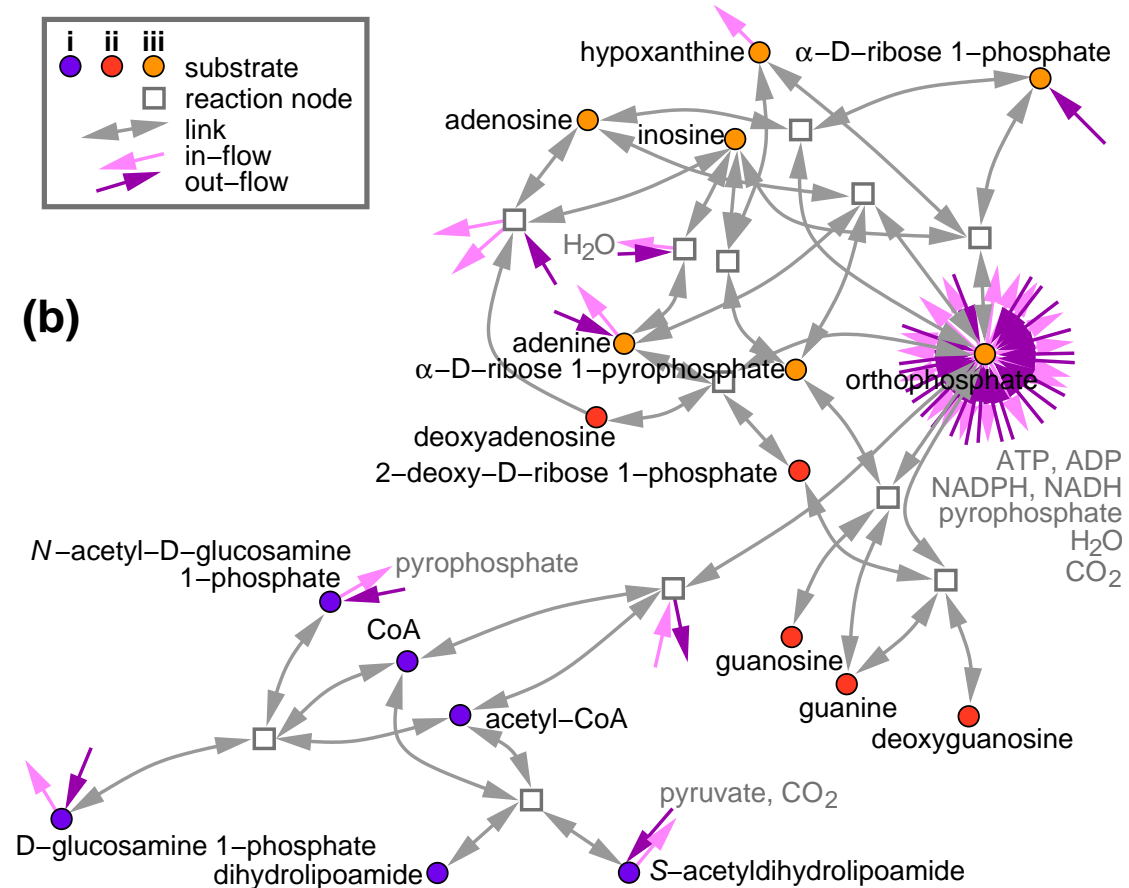 i ii iii
substrate
reaction node
link
in−flow
out−flow
(b)
hypoxanthine
α−D−ribose 1−phosphate
adenosine
inosine
H2O
adenine
α−D−ribose 1−pyrophosphate
orthophosphate
deoxyadenosine
2−deoxy−D−ribose 1−phosphate
ATP, ADP
NADPH, NADH
pyrophosphate
H2O
CO2
N−acetyl−D−glucosamine
1−phosphate
pyrophosphate
CoA
guanosine
guanine
acetyl−CoA
deoxyguanosine
pyruvate, CO2
D−glucosamine 1−phosphate
dihydrolipoamide
S−acetyldihydrolipoamide